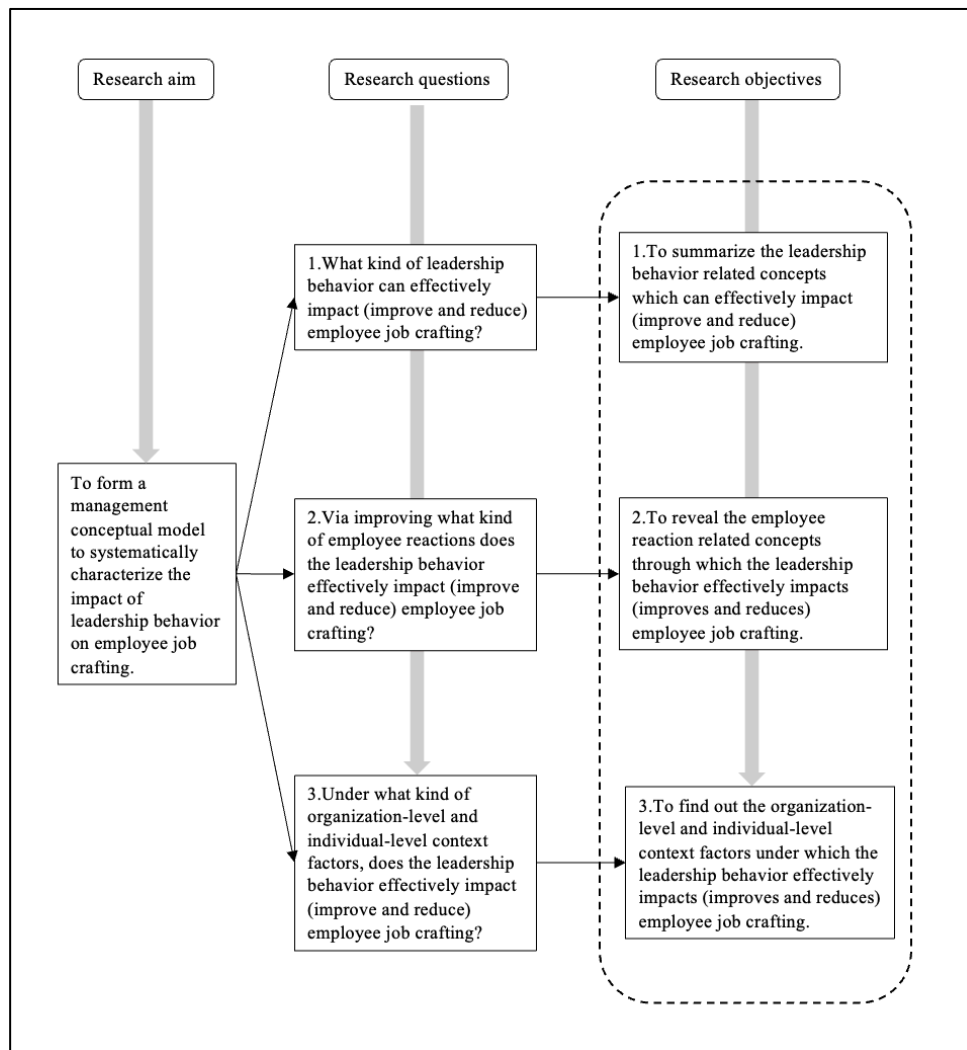 Research aim
Research questions
Research objectives
1.What kind of leadership
behavior can effectively
impact (improve and reduce)
employee job crafting?
1.To summarize the leadership
behavior related concepts
which can effectively impact
(improve and reduce)
employee job crafting.
To form a
management
conceptual model
to systematically
characterize the
impact of
leadership behavior
on employee job
crafting.
2.Via improving what kind
of employee reactions does
the leadership behavior
effectively impact (improve
and reduce) employee job
crafting?
2.To reveal the employee
reaction related concepts
through which the leadership
behavior effectively impacts
(improves and reduces)
employee job crafting.
3.Under what kind of
organization-level and
individual-level context
factors, does the leadership
behavior effectively impact
(improve and reduce)
employee job crafting?
3.To find out the organization-
level and individual-level
context factors under which the
leadership behavior effectively
impacts (improves and reduces)
employee job crafting.